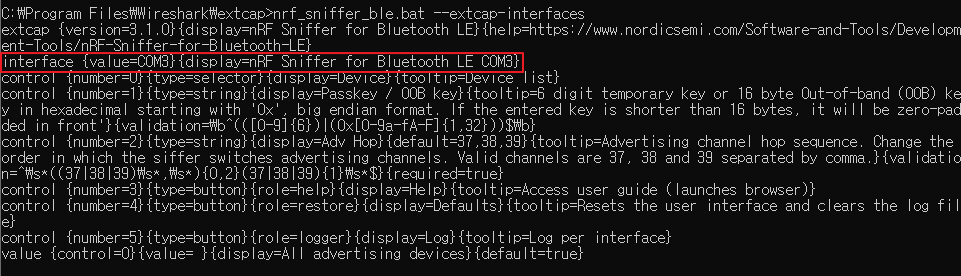 C:₩Program Files₩Wireshark₩extcap>nrf_sniffer_ble.bat --extcap-interfaces
extcap {version=3.1.0}{display=nRF Sniffer for Bluetooth LE}{help=https://www.nordicsemi.com/Software-and-Tools/Developm
ent-Tools/nRF-Sniffer-for-Bluetooth-LE}
interface {value=COM3}{display=nRF Sniffer for Bluetooth LE COM3}
control {number=0}{type=selector}{display=Device}{tooltip=Device list}
control {number=1}{type=string}{display=Passkey / OOB key}{tooltip=6 digit temporary key or 16 byte Out-of-band (OOB) ke
y in hexadecimal starting with '0x', big endian format. If the entered key is shorter than 16 bytes, it will be zero-pad
ded in front'}{validation=₩b^(([0-9]{6})|(0x[0-9a-fA-F]{1,32}))$₩b}
control {number=2}{type=string}{display=Adv Hop}{default=37,38,39}{tooltip=Advertising channel hop sequence. Change the
order in which the siffer switches advertising channels. Valid channels are 37, 38 and 39 separated by comma.}{validatio
n=^₩s*((37|38|39)₩s*,₩s*){0,2}(37|38|39){1}₩s*$}{required=true}
control {number=3}{type=button}{role=help}{display=Help}{tooltip=Access user guide (launches browser)}
control {number=4}{type=button}{role=restore}{display=Defaults}{tooltip=Resets the user interface and clears the log fil
e}
control {number=5}{type=button}{role=logger}{display=Log}{tooltip=Log per interface}
value {control=0}{value= }{display=All advertising devices}{default=true}